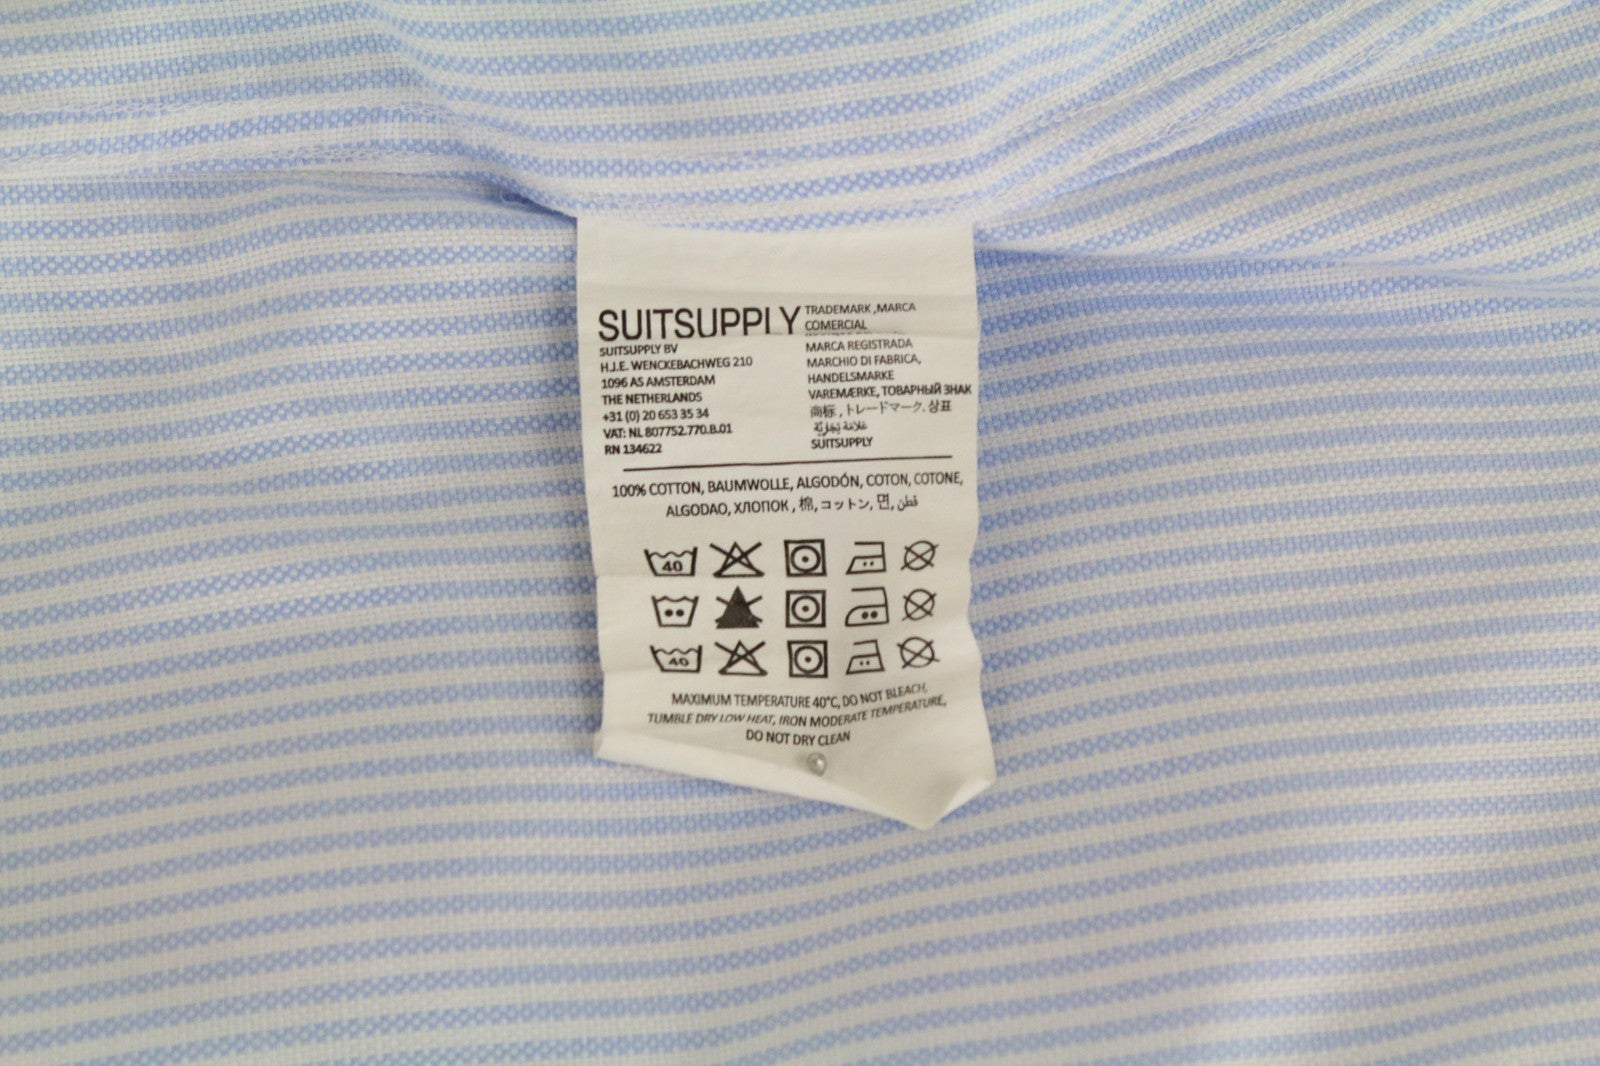 SUITSUPPLY
SUITSUPPLY BV
H.J.E. WENCKEBACHWEG 210
1096 AS AMSTERDAM
THE NETHERLANDS
+31 (0) 20 653 35 34
VAT: NL 807752.770.B.01
RN 134622
TRADEMARK ,MARCA
COMERCIAL
MARCA REGISTRADA
MARCHIO DI FABRICA,
HANDELSMARKE
VAREMÆRKE, ТОВАРНЫЙ ЗНАК
商标 , トレードマーク, 상표
علامة تجارية
SUITSUPPLY
100% COTTON, BAUMWOLLE, ALGODÓN, COTON, COTONE,
ALGODAO, ХЛОПОК , 棉, コットン, 면, قطن
40
40
MAXIMUM TEMPERATURE 40°C, DO NOT BLEACH,
TUMBLE DRY LOW HEAT, IRON MODERATE TEMPERATURE,
DO NOT DRY CLEAN